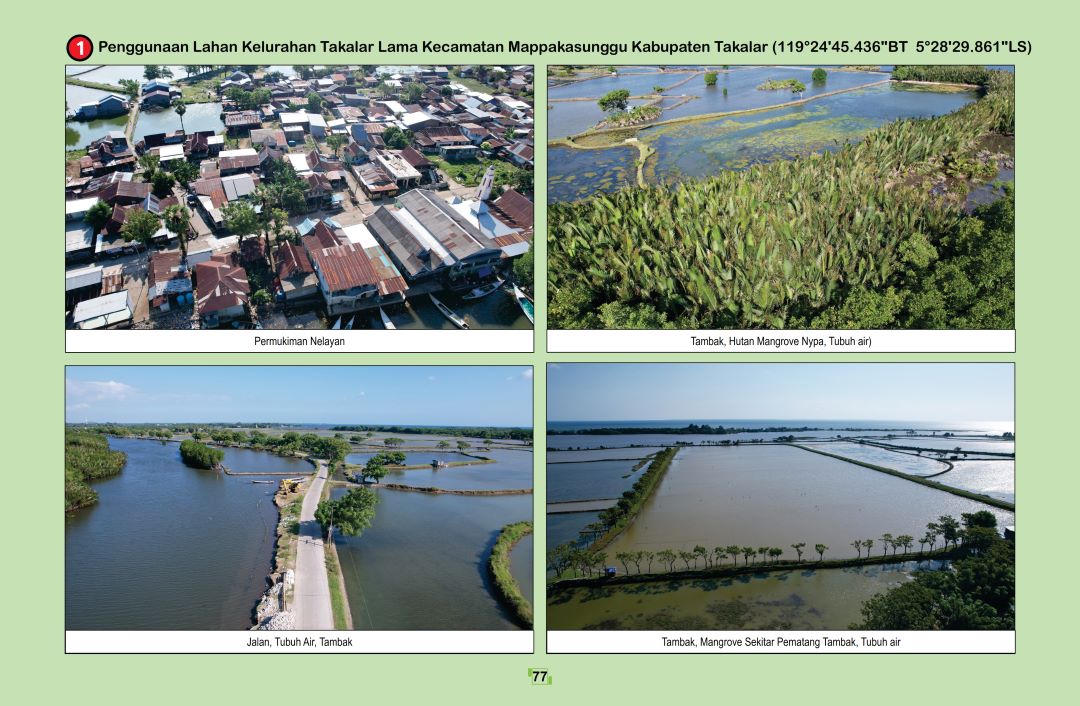 1 Penggunaan Lahan Kelurahan Takalar Lama Kecamatan Mappakasunggu Kabupaten Takalar (119°24'45.436"BT 5°28'29.861"LS)
Permukiman Nelayan
Tambak, Hutan Mangrove Nypa, Tubuh air)
Jalan, Tubuh Air, Tambak
Tambak, Mangrove Sekitar Pematang Tambak, Tubuh air
77